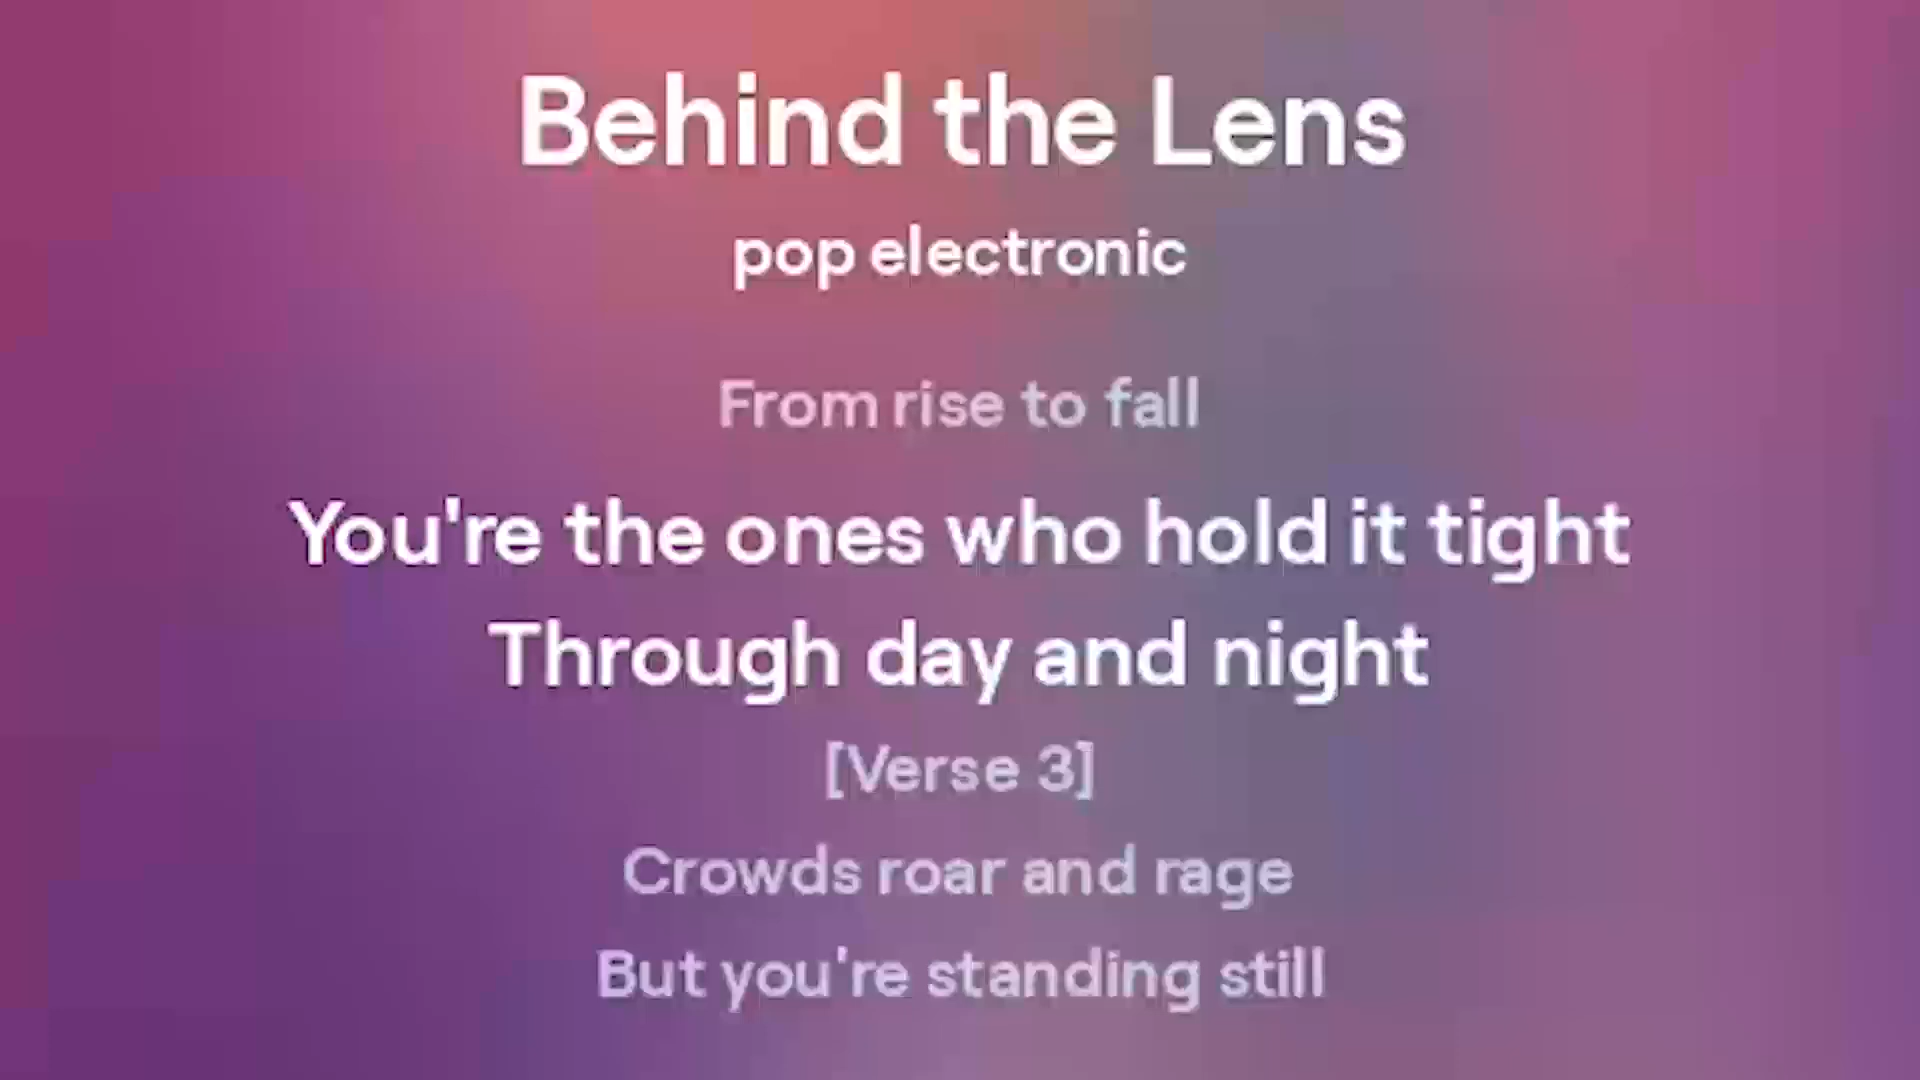 Behind the Lens
pop electronic
From rise to fall
You're the ones who hold it tight
Through day and night
[Verse 3]
Crowds roar and rage
But you're standing still